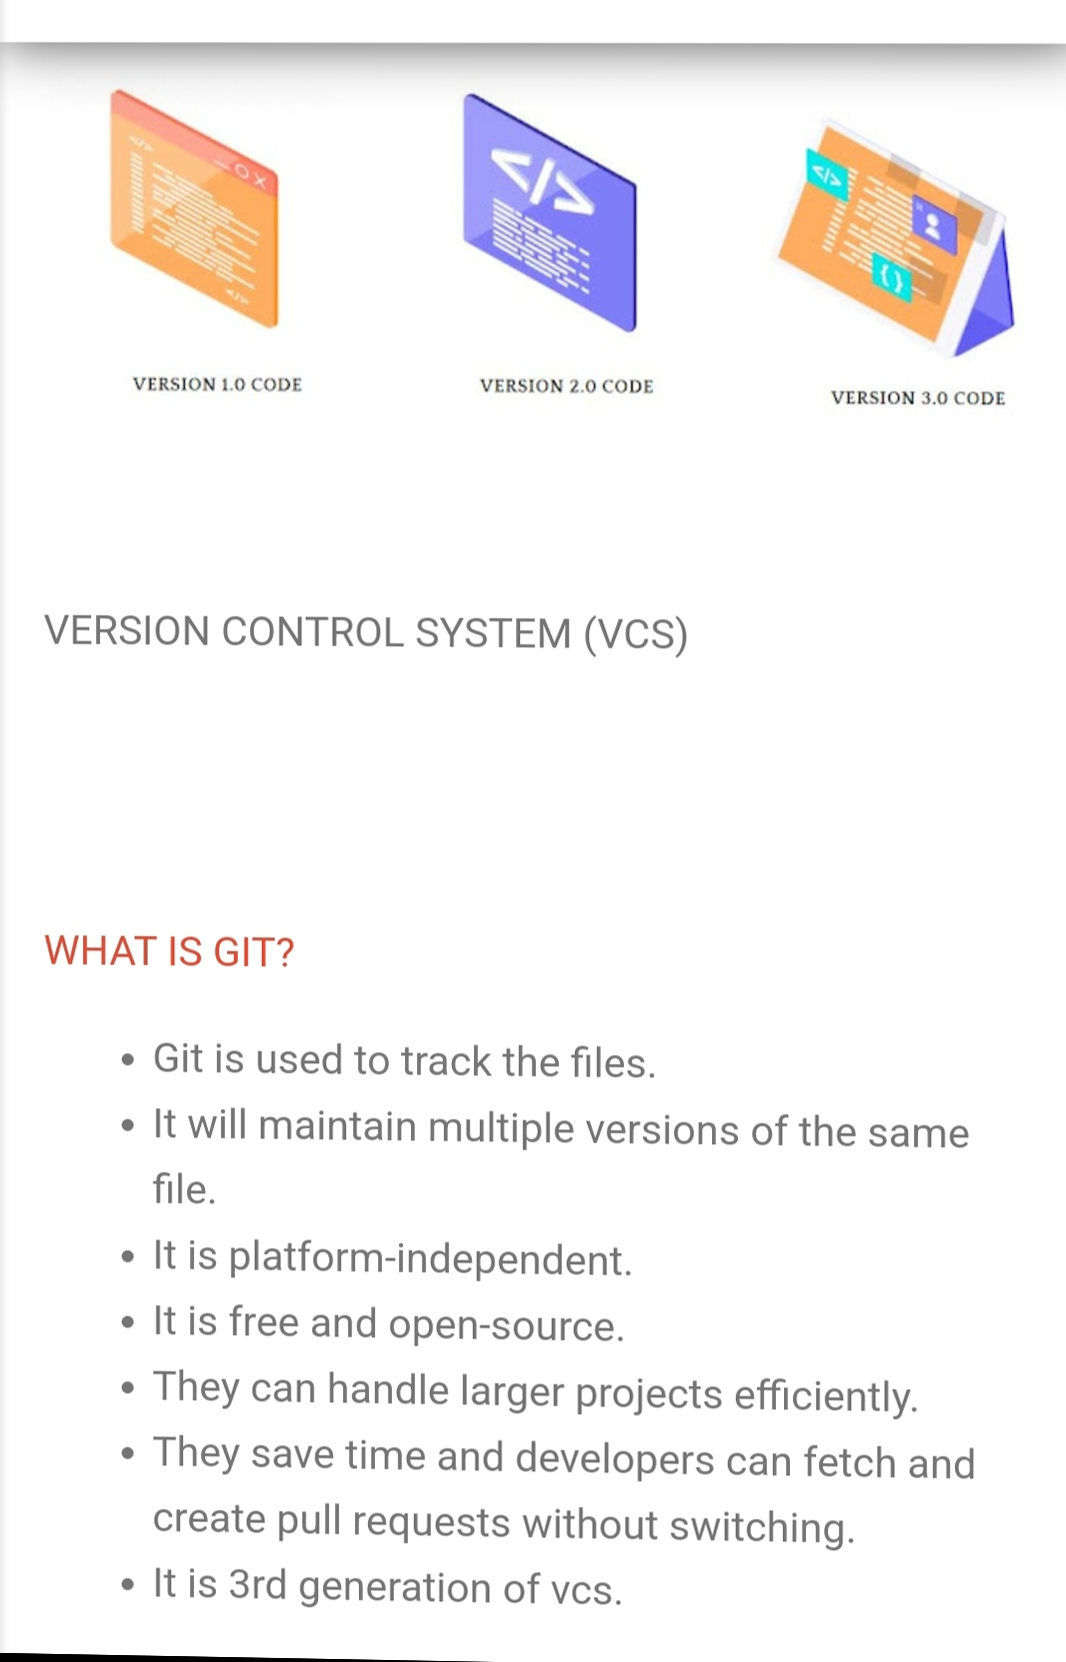 VERSION 1.0 CODE
VERSION 2.0 CODE
VERSION 3.0 CODE
VERSION CONTROL SYSTEM (VCS)
WHAT IS GIT?
• Git is used to track the files.
• It will maintain multiple versions of the same
file.
• It is platform-independent.
• It is free and open-source.
• They can handle larger projects efficiently.
• They save time and developers can fetch and
create pull requests without switching.
• It is 3rd generation of vcs.